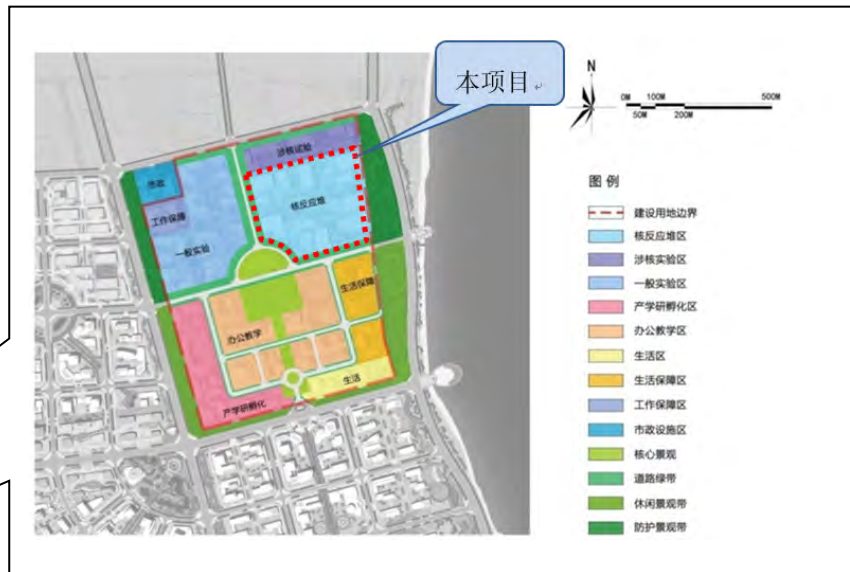 本项目
N
0M 100M 500M
50M 200M
涉核试验
市政
工作保障
核反应堆
一般实验
生活保障
办公教学
生活
产学研孵化
图例
建设用地边界
核反应堆区
涉核实验区
一般实验区
产学研孵化区
办公教学区
生活区
生活保障区
工作保障区
市政设施区
核心景观
道路绿带
休闲景观带
防护景观带